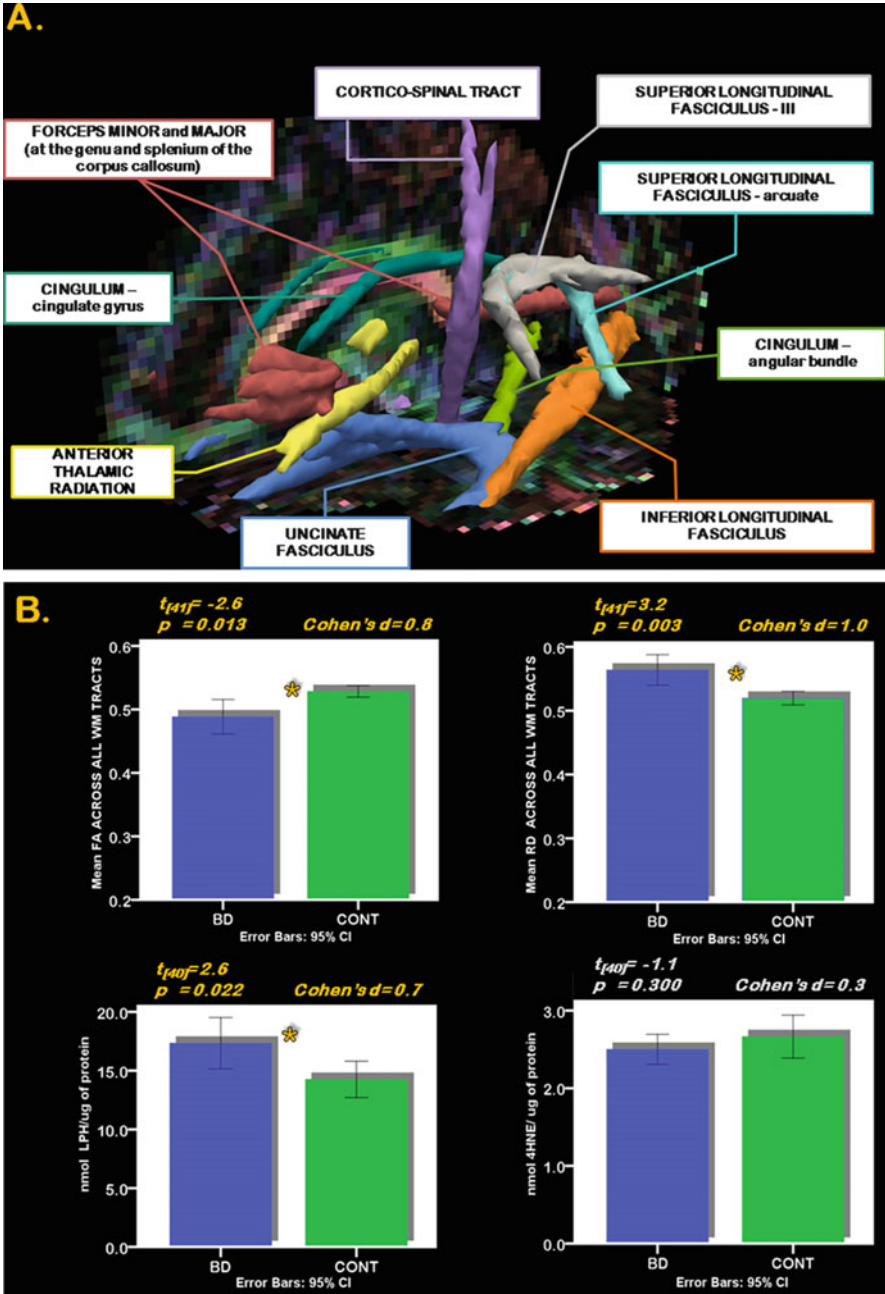 A.
CORTICO-SPINAL TRACT
SUPERIOR LONGITUDINAL
FASCICULUS - III
FORCEPS MINOR and MAJOR
(at the genu and splenium of the
corpus callosum)
SUPERIOR LONGITUDINAL
FASCICULUS - arcuate
CINGULUM –
cingulate gyrus
CINGULUM –
angular bundle
ANTERIOR
THALAMIC
RADIATION
UNCINATE
FASCICULUS
INFERIOR LONGITUDINAL
FASCICULUS
B.
t[41]= -2.6
p =0.013 Cohen's d=0.8
Mean FA ACROSS ALL WM TRACTS
0.6
0.5
0.4
0.3
0.2
*
BD CONT
Error Bars: 95% CI
t[41]=3.2
p =0.003 Cohen's d=1.0
Mean RD ACROSS ALL WM TRACTS
0.6
0.5
0.4
0.3
0.2
*
BD CONT
Error Bars: 95% CI
t[40]=2.6
p =0.022 Cohen's d=0.7
nmol LPH/ug of protein
20.0
15.0
10.0
5.0
0.0
*
BD CONT
Error Bars: 95% CI
t[40]= -1.1
p =0.300 Cohen's d=0.3
nmol 4HNE/ ug of protein
3.0
2.0
1.0
0.0
BD CONT
Error Bars: 95% CI